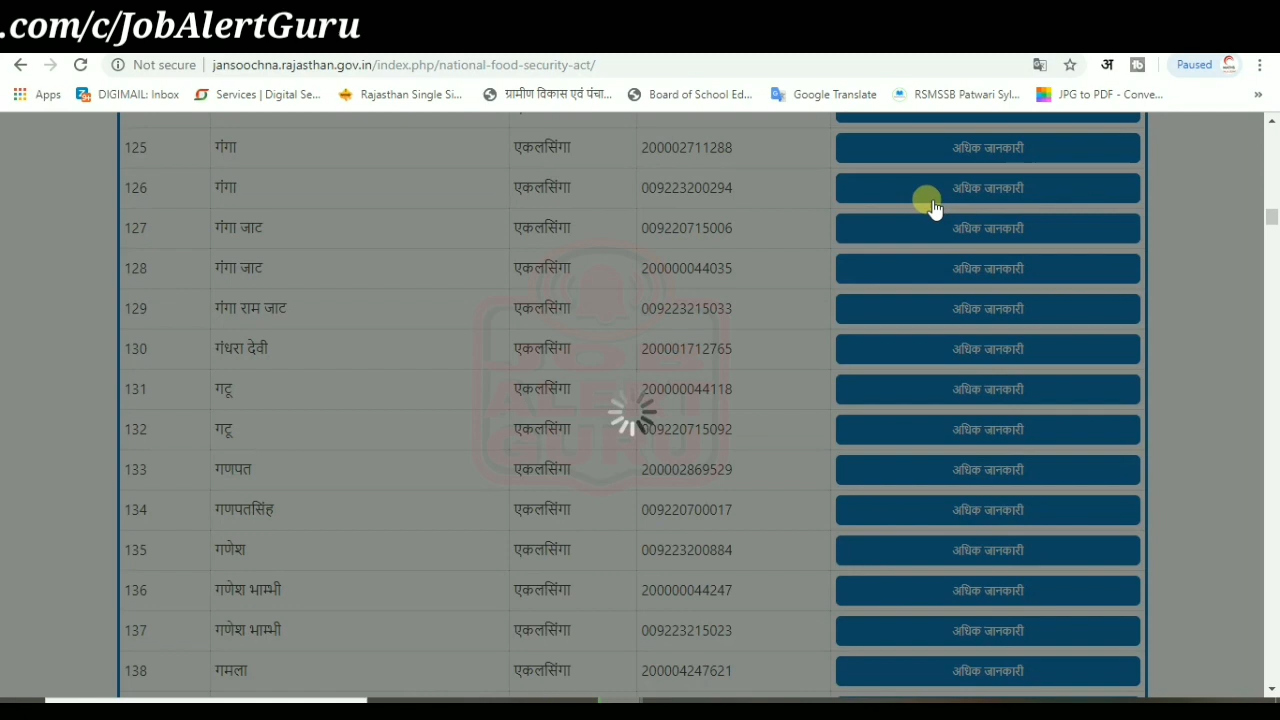 .com/c/JobAlertGuru
Not secure | jansoochna.rajasthan.gov.in/index.php/national-food-security-act/ अ tb Paused
Apps DIGIMAIL: Inbox Services | Digital Se... Rajasthan Single Si... ग्रामीण विकास एवं पंचा... Board of School Ed... Google Translate RSMSSB Patwari Syl... JPG to PDF - Conve... »
125 गंगा एकलसिंगा 200002711288 अधिक जानकारी
126 गंगा एकलसिंगा 009223200294 अधिक जानकारी
127 गंगा जाट एकलसिंगा 009220715006 अधिक जानकारी
128 गंगा जाट एकलसिंगा 200000044035 अधिक जानकारी
129 गंगा राम जाट एकलसिंगा 009223215033 अधिक जानकारी
130 गंधरा देवी एकलसिंगा 200001712765 अधिक जानकारी
131 गटू एकलसिंगा 200000044118 अधिक जानकारी
132 गटू एकलसिंगा 009220715092 अधिक जानकारी
133 गणपत एकलसिंगा 200002869529 अधिक जानकारी
134 गणपतसिंह एकलसिंगा 009220700017 अधिक जानकारी
135 गणेश एकलसिंगा 009223200884 अधिक जानकारी
136 गणेश भाम्भी एकलसिंगा 200000044247 अधिक जानकारी
137 गणेश भाम्भी एकलसिंगा 009223215023 अधिक जानकारी
138 गमला एकलसिंगा 200004247621 अधिक जानकारी
JOB
ALERT
GURU